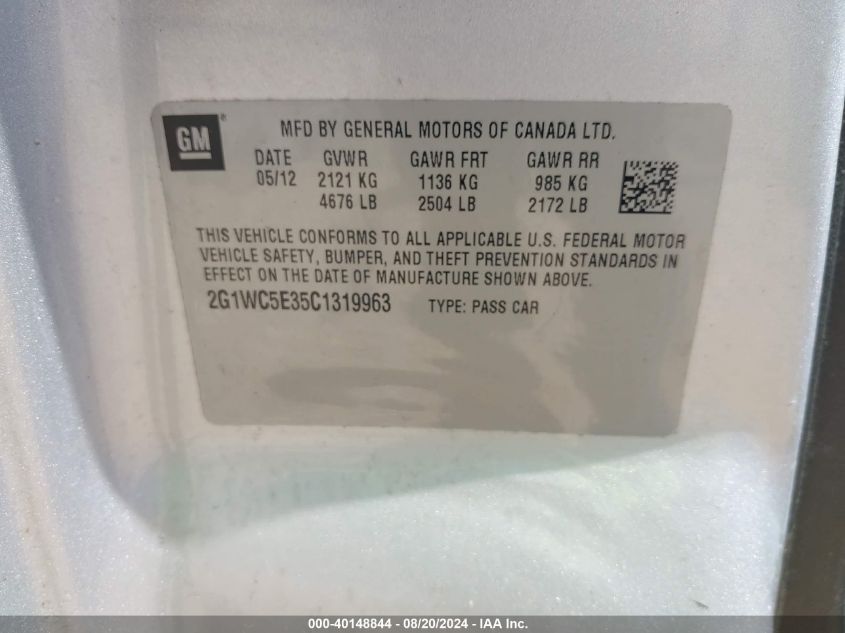 GM®
MFD BY GENERAL MOTORS OF CANADA LTD.
DATE GVWR GAWR FRT GAWR RR
05/12 2121 KG 1136 KG 985 KG
4676 LB 2504 LB 2172 LB
THIS VEHICLE CONFORMS TO ALL APPLICABLE U.S. FEDERAL MOTOR
VEHICLE SAFETY, BUMPER, AND THEFT PREVENTION STANDARDS IN
EFFECT ON THE DATE OF MANUFACTURE SHOWN ABOVE.
2G1WC5E35C1319963 TYPE: PASS CAR
000-40148844 - 08/20/2024 - IAA Inc.